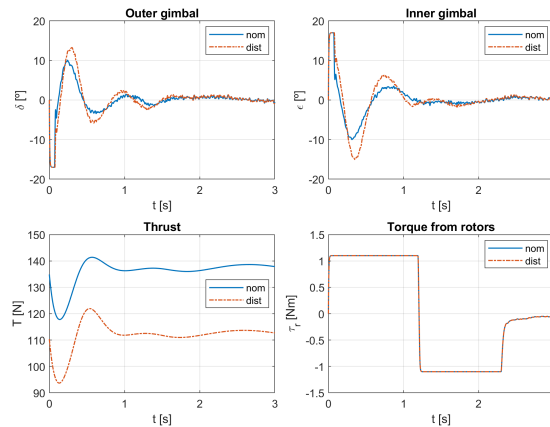 Outer gimbal
20
10
0
-10
-20
δ [º]
0
1
2
3
t [s]
nom
dist
Inner gimbal
20
10
0
-10
-20
ϵ [º]
0
1
2
3
t [s]
nom
dist
Thrust
150
140
130
120
110
100
90
T [N]
0
1
2
3
t [s]
nom
dist
Torque from rotors
1.5
1
0.5
0
-0.5
-1
-1.5
τr [Nm]
0
1
2
3
t [s]
nom
dist